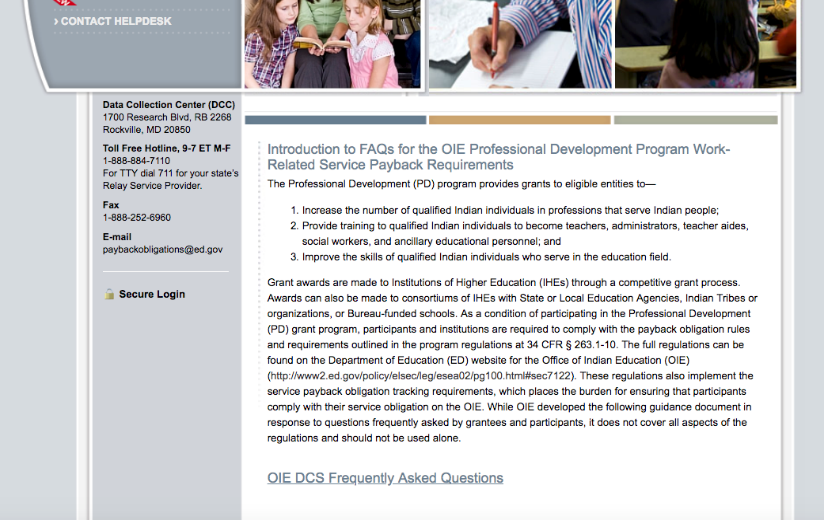 › CONTACT HELPDESK
Data Collection Center (DCC)
1700 Research Blvd, RB 2268
Rockville, MD 20850
Toll Free Hotline, 9-7 ET M-F
1-888-884-7110
For TTY dial 711 for your state's
Relay Service Provider.
Fax
1-888-252-6960
E-mail
paybackobligations@ed.gov
Secure Login
Introduction to FAQs for the OIE Professional Development Program Work-
Related Service Payback Requirements
The Professional Development (PD) program provides grants to eligible entities to—
1. Increase the number of qualified Indian individuals in professions that serve Indian people;
2. Provide training to qualified Indian individuals to become teachers, administrators, teacher aides,
social workers, and ancillary educational personnel; and
3. Improve the skills of qualified Indian individuals who serve in the education field.
Grant awards are made to Institutions of Higher Education (IHEs) through a competitive grant process.
Awards can also be made to consortiums of IHEs with State or Local Education Agencies, Indian Tribes or
organizations, or Bureau-funded schools. As a condition of participating in the Professional Development
(PD) grant program, participants and institutions are required to comply with the payback obligation rules
and requirements outlined in the program regulations at 34 CFR § 263.1-10. The full regulations can be
found on the Department of Education (ED) website for the Office of Indian Education (OIE)
(http://www2.ed.gov/policy/elsec/leg/esea02/pg100.html#sec7122). These regulations also implement the
service payback obligation tracking requirements, which places the burden for ensuring that participants
comply with their service obligation on the OIE. While OIE developed the following guidance document in
response to questions frequently asked by grantees and participants, it does not cover all aspects of the
regulations and should not be used alone.
OIE DCS Frequently Asked Questions